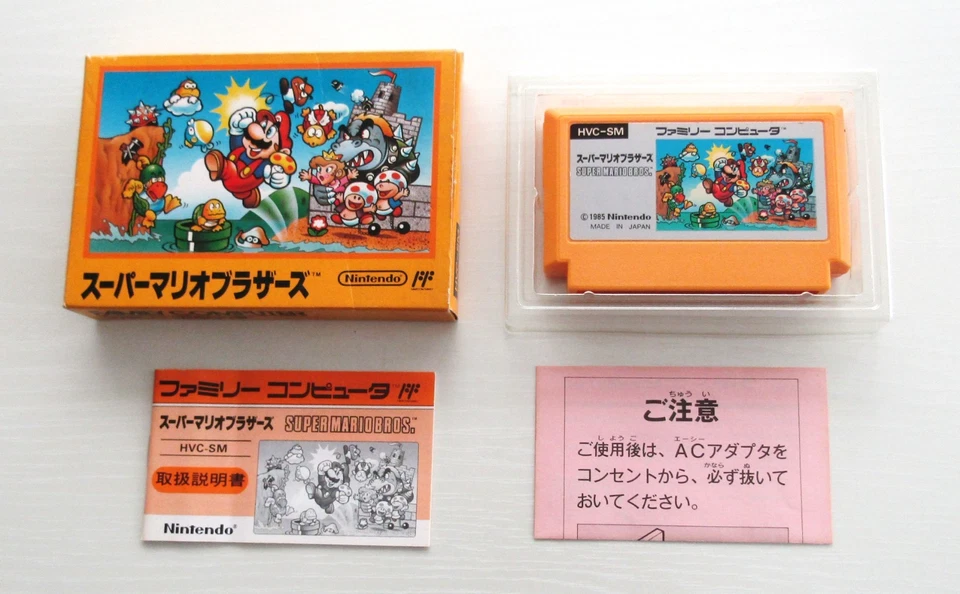 スーパーマリオブラザーズ™
Nintendo
HVC-SM
ファミリー コンピュータ™
スーパーマリオブラザーズ
SUPER MARIO BROS.
© 1985 Nintendo
MADE IN JAPAN
ファミリー コンピュータ™
スーパーマリオブラザーズ
SUPER MARIO BROS.™
HVC-SM
取扱説明書
Nintendo®
ちゅう い
ご注意
し よう ご エーシー
ご使用後は、ACアダプタを
かなら ぬ
コンセントから、必ず抜いて
おいてください。